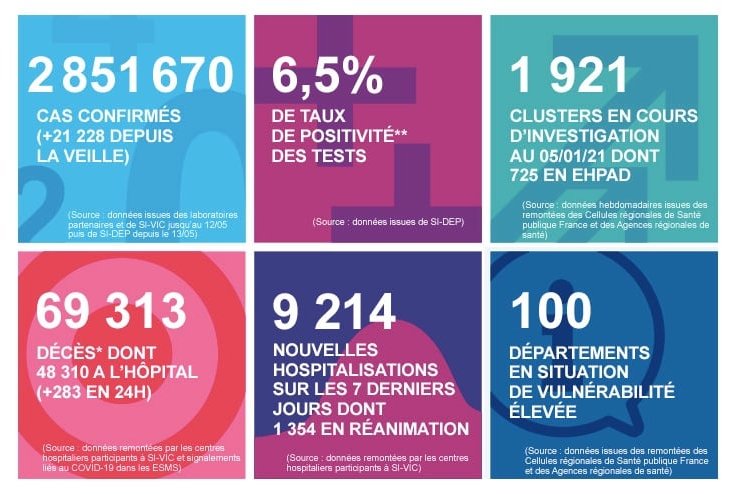 2 851 670
CAS CONFIRMÉS
(+21 228 DEPUIS
LA VEILLE)
(Source : données issues des laboratoires
partenaires et de SI-VIC jusqu'au 12/05
puis de SI-DEP depuis le 13/05)
6,5%
DE TAUX
DE POSITIVITÉ**
DES TESTS
(Source : données issues de SI-DEP)
1 921
CLUSTERS EN COURS
D'INVESTIGATION
AU 05/01/21 DONT
725 EN EHPAD
(Source : données hebdomadaires issues des
remontées des Cellules régionales de Santé
publique France et des Agences régionales de
santé)
69 313
DÉCÈS* DONT
48 310 A L'HÔPITAL
(+283 EN 24H)
(Source : données remontées par les centres
hospitaliers participants à SI-VIC et signalements
liés au COVID-19 dans les ESMS)
9 214
NOUVELLES
HOSPITALISATIONS
SUR LES 7 DERNIERS
JOURS DONT
1 354 EN RÉANIMATION
(Source : données remontées par les centres
hospitaliers participants à SI-VIC)
100
DÉPARTEMENTS
EN SITUATION
DE VULNÉRABILITÉ
ÉLEVÉE
(Source : données issues des remontées des
Cellules régionales de Santé publique France
et des Agences régionales de santé)